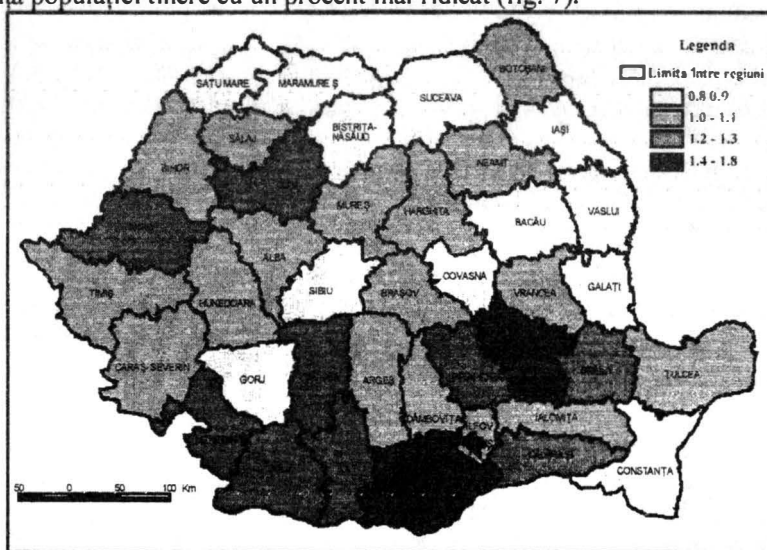 na populației tinere cu un procent mai ridicat (fig. 7).
Legenda
Limita între regiuni
0.8 0.9
1.0 - 1.1
1.2 - 1.3
1.4 - 1.8
BOTOȘANI
SATU MARE
MARAMUREȘ
SUCEAVA
IAȘI
SĂLAJ
BISTRIȚA-
NĂSĂUD
BIHOR
NEAMȚ
MUREȘ
HARGHITA
BACĂU
VASLUI
ALBA
TIMIȘ
HUNEDOARA
SIBIU
BRAȘOV
COVASNA
VRANCEA
GALAȚI
CARAȘ-SEVERIN
GORJ
ARGEȘ
BRĂILA
TULCEA
DÂMBOVIȚA
ILFOV
IALOMIȚA
CĂLĂRAȘI
CONSTANȚA
50 0 50 100 Km